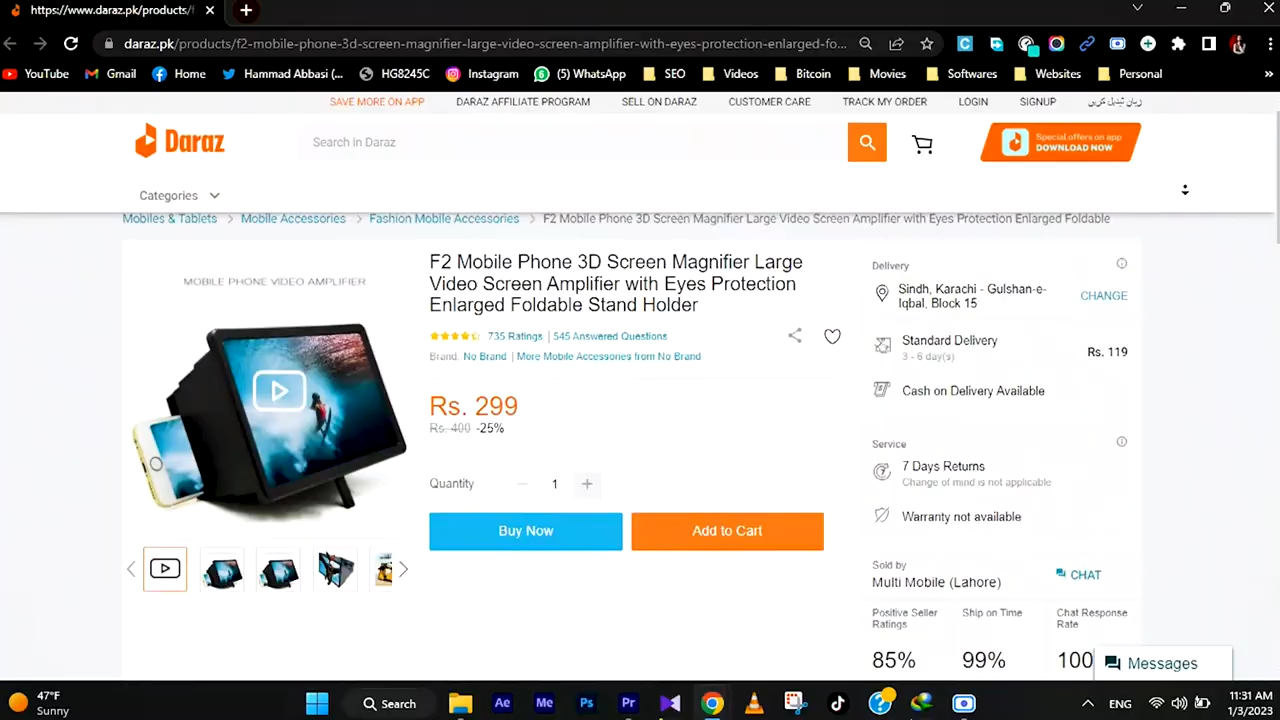 https://www.daraz.pk/products/f
daraz.pk/products/f2-mobile-phone-3d-screen-magnifier-large-video-screen-amplifier-with-eyes-protection-enlarged-fo...
YouTube
Gmail
Home
Hammad Abbasi (...
HG8245C
Instagram
(5) WhatsApp
SEO
Videos
Bitcoin
Movies
Softwares
Websites
Personal
»
SAVE MORE ON APP
DARAZ AFFILIATE PROGRAM
SELL ON DARAZ
CUSTOMER CARE
TRACK MY ORDER
LOGIN
SIGNUP
زبان تبدیل کریں
Daraz
Search in Daraz
Special offers on app
DOWNLOAD NOW
Categories
Mobiles & Tablets
Mobile Accessories
Fashion Mobile Accessories
F2 Mobile Phone 3D Screen Magnifier Large Video Screen Amplifier with Eyes Protection Enlarged Foldable
MOBILE PHONE VIDEO AMPLIFIER
F2 Mobile Phone 3D Screen Magnifier Large
Video Screen Amplifier with Eyes Protection
Enlarged Foldable Stand Holder
735 Ratings | 545 Answered Questions
Brand: No Brand | More Mobile Accessories from No Brand
Rs. 299
Rs. 400 -25%
Quantity
1
Buy Now
Add to Cart
Delivery
Sindh, Karachi - Gulshan-e-
Iqbal, Block 15
CHANGE
Standard Delivery
3 - 6 day(s)
Rs. 119
Cash on Delivery Available
Service
7 Days Returns
Change of mind is not applicable
Warranty not available
Sold by
Multi Mobile (Lahore)
CHAT
Positive Seller
Ratings
85%
Ship on Time
99%
Chat Response
Rate
100
Messages
47°F
Sunny
Search
Ae
Me
Ps
Pr
ENG
11:31 AM
1/3/2023